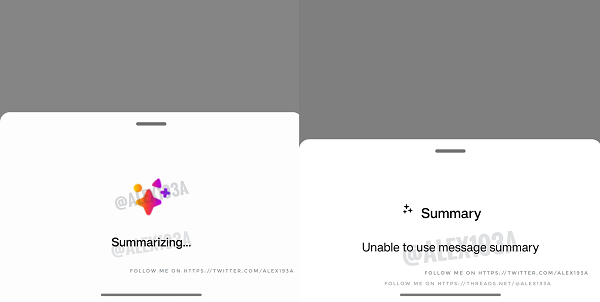 @ALEX193A
Summarizing...
@ALEX193A
FOLLOW ME ON HTTPS://TWITTER.COM/ALEX193A
Summary
Unable to use message summary
@ALEX193A
FOLLOW ME ON HTTPS://TWITTER.COM/ALEX193A
FOLLOW ME ON HTTPS://THREADS.NET/@ALEX193A